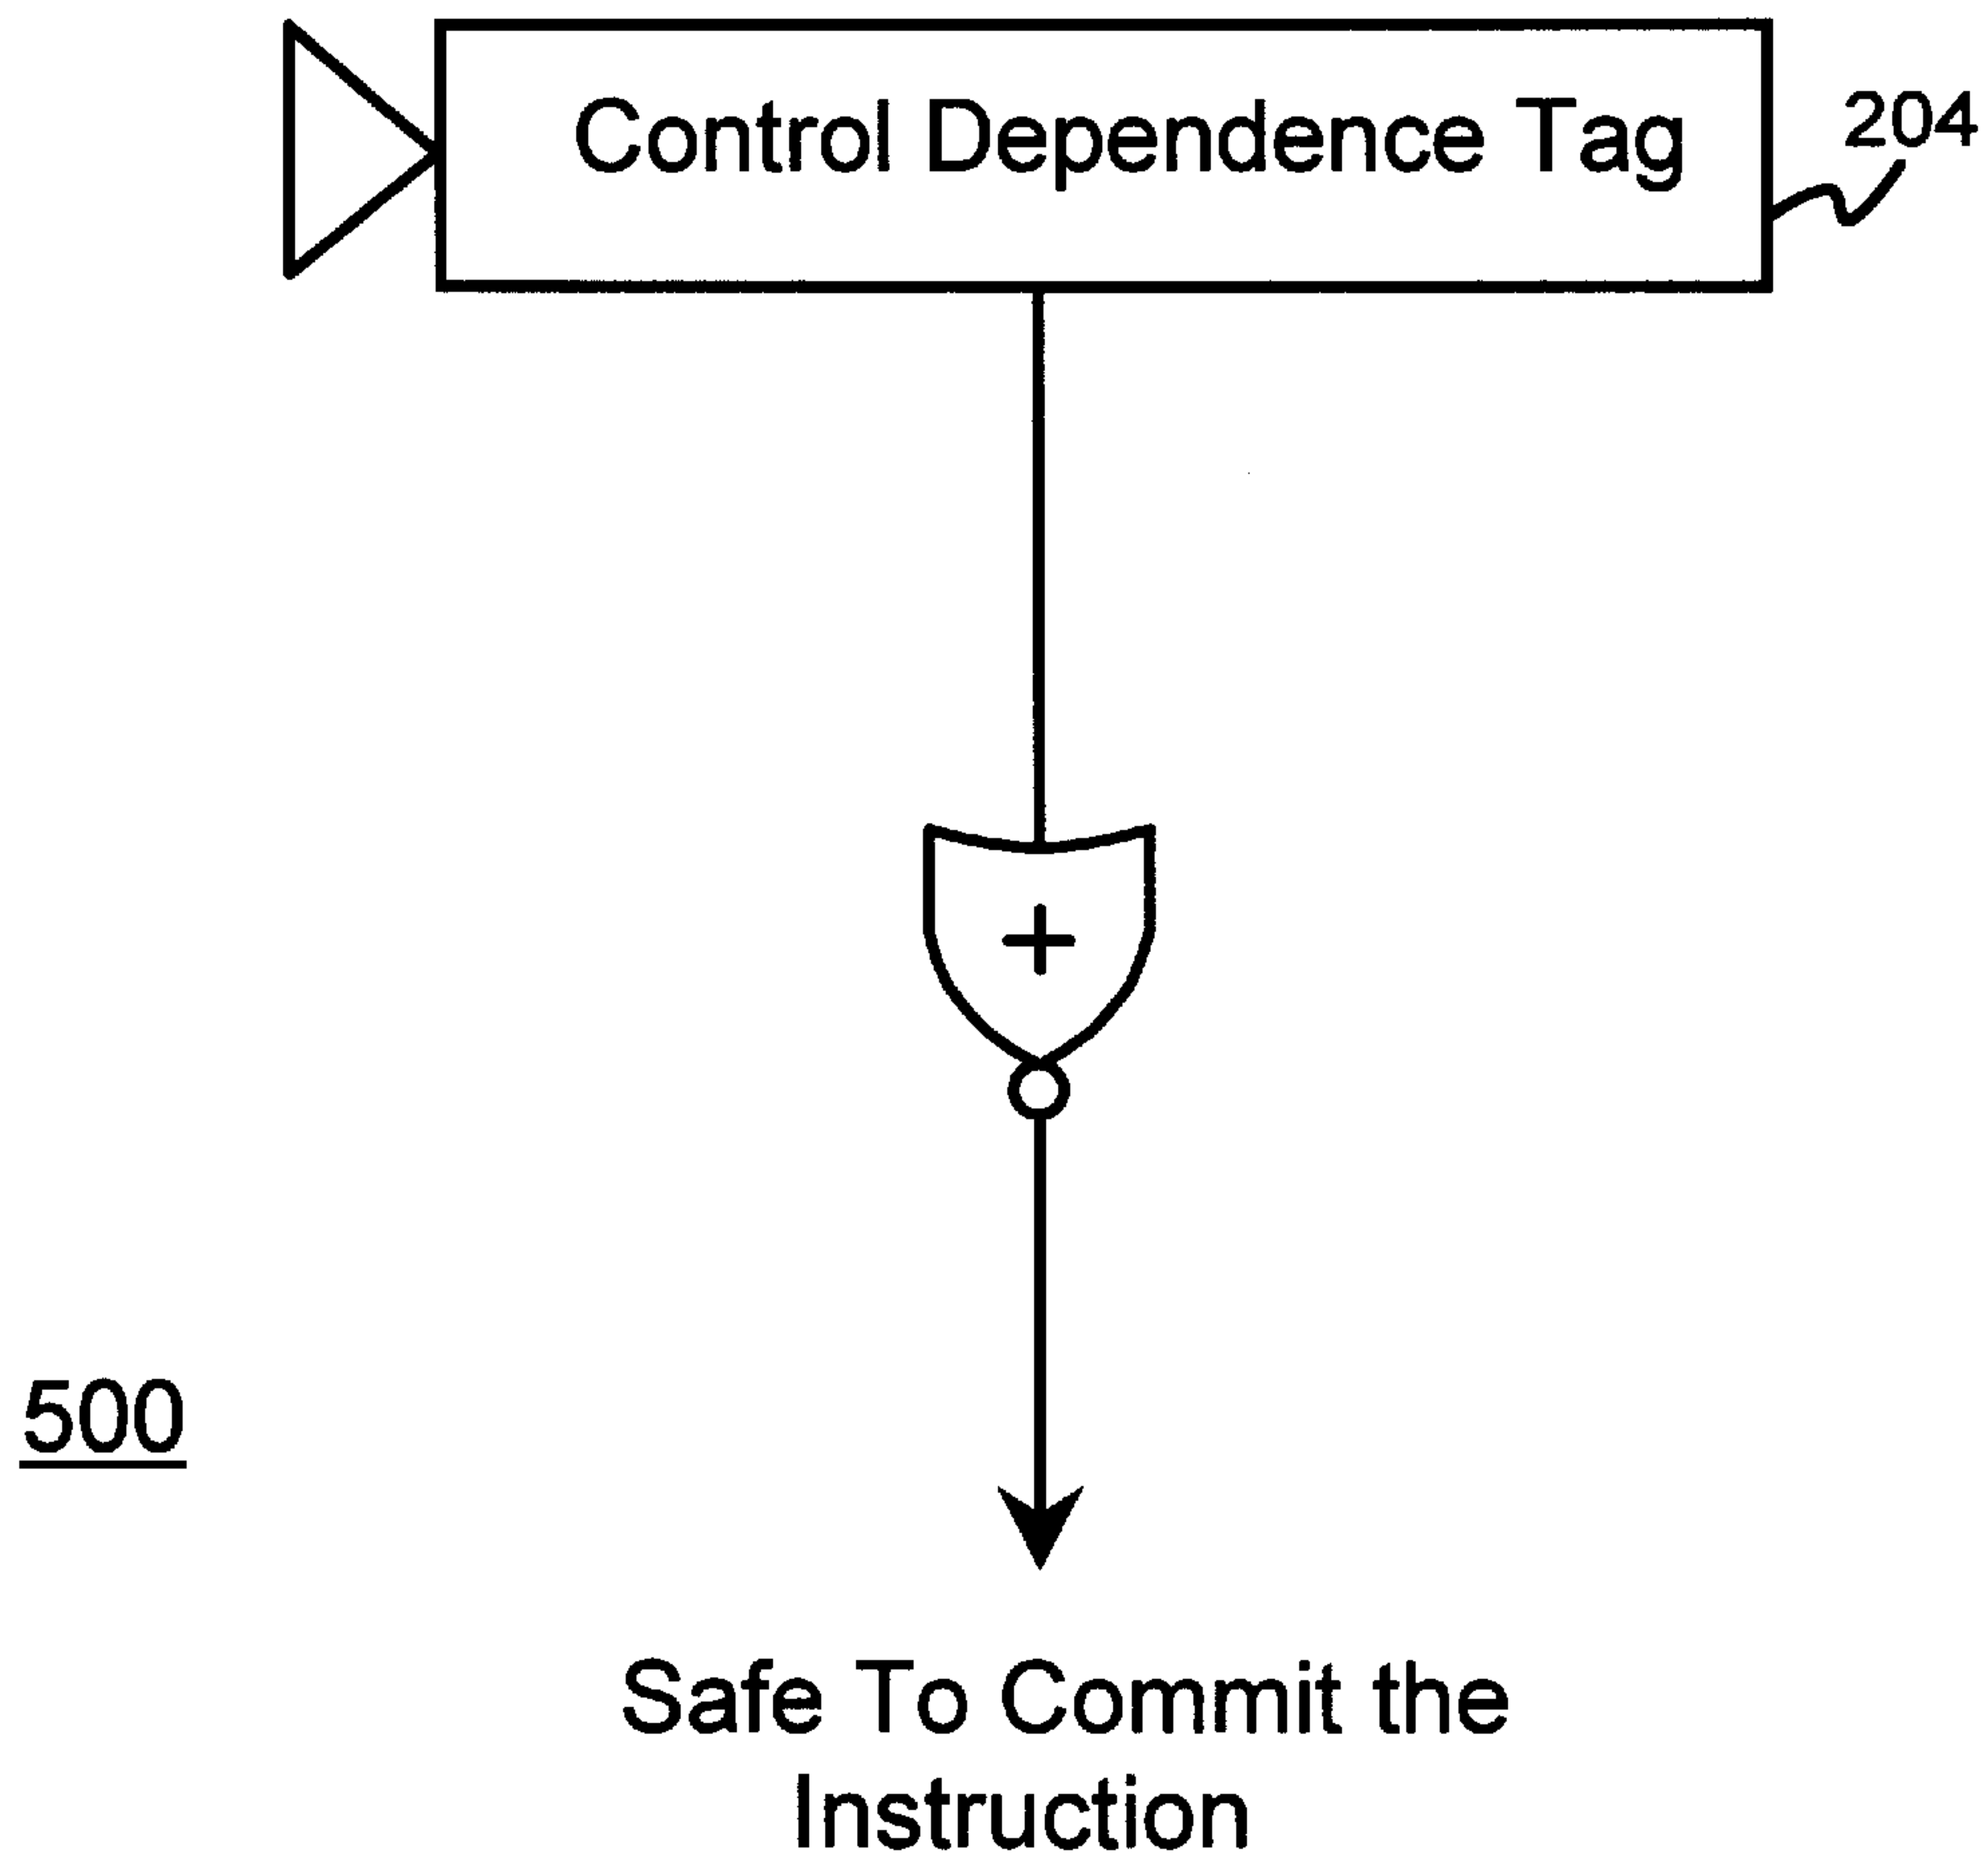 Control Dependence Tag
204
+
500
Safe To Commit the
Instruction